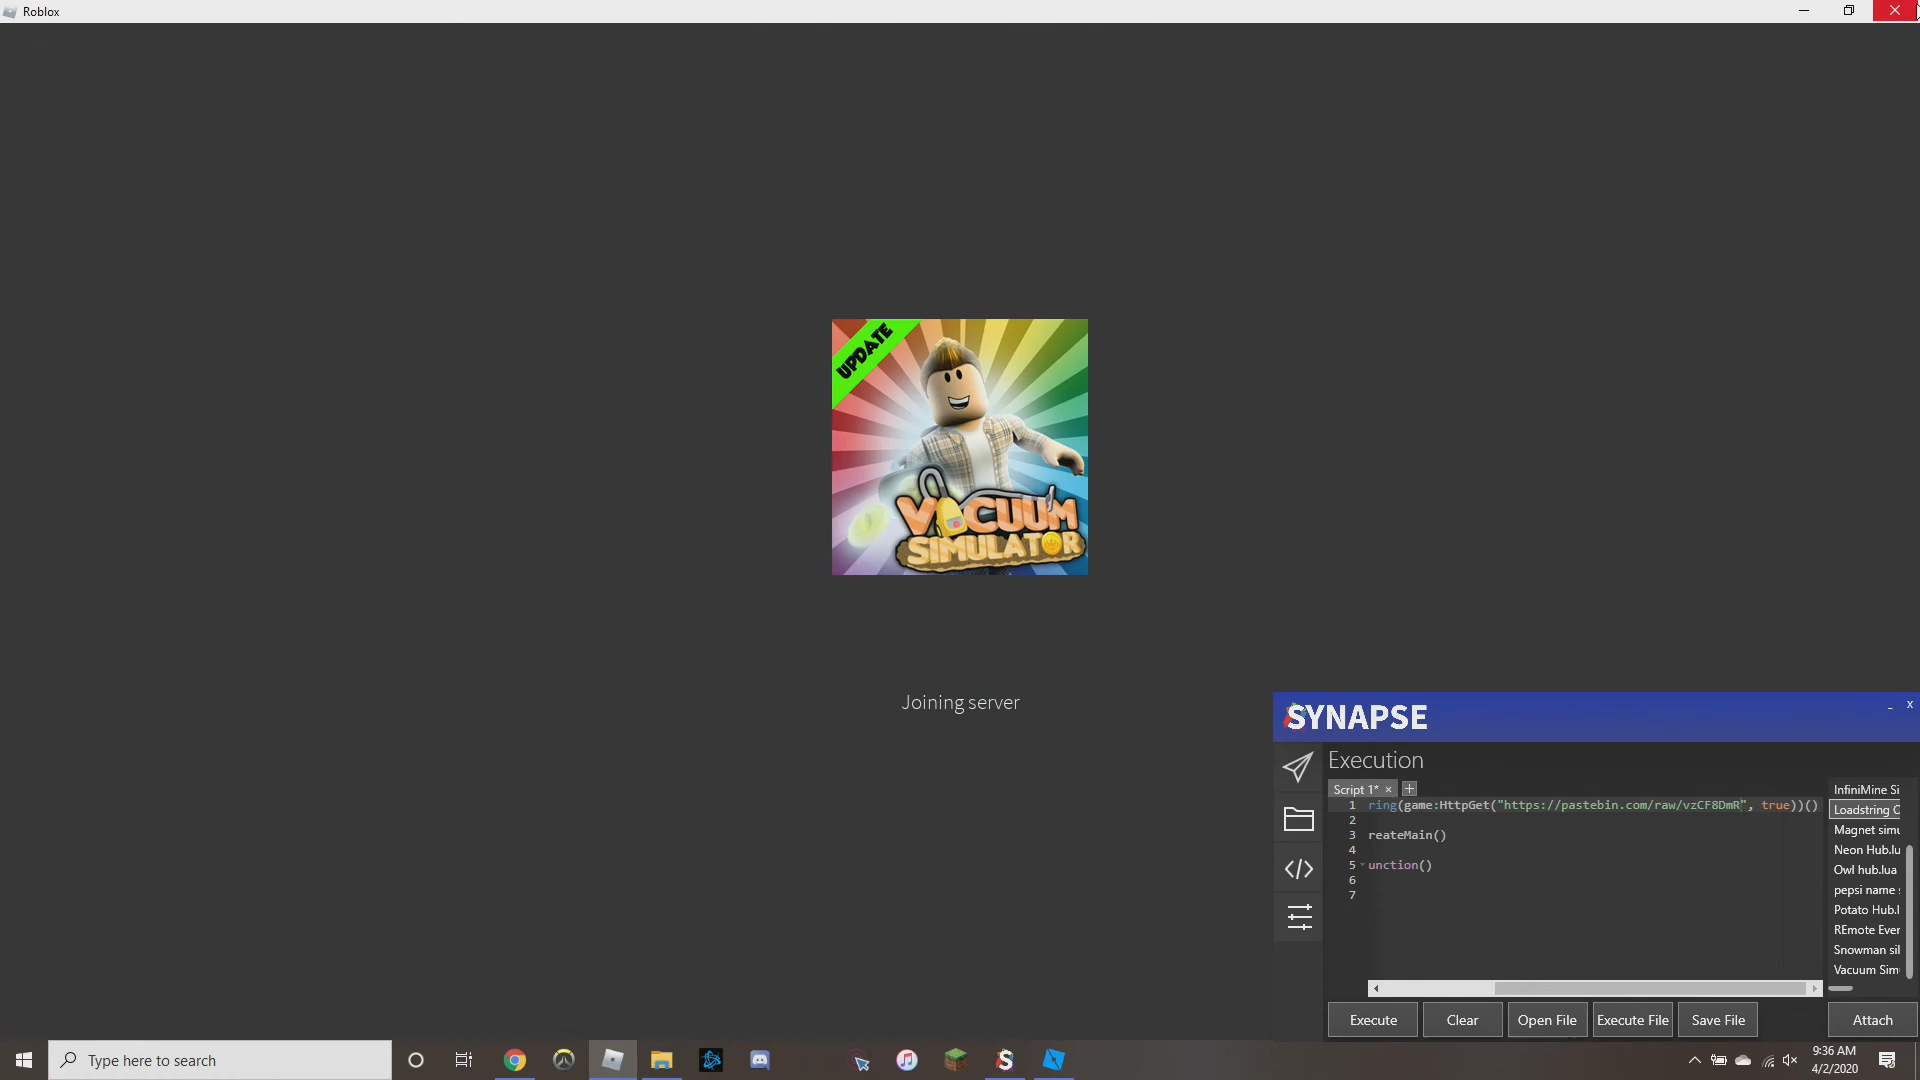 Roblox
UPDATE
VACUUM
SIMULATOR
Joining server
SYNAPSE
_ x
Execution
Script 1* × +
1 ring(game:HttpGet("https://pastebin.com/raw/vzCF8DmR", true))()
2
3 reateMain()
4
5 unction()
6
7
InfiniMine Si
Loadstring C
Magnet simu
Neon Hub.lu
Owl hub.lua
pepsi name s
Potato Hub.l
REmote Ever
Snowman sil
Vacuum Sim
Execute Clear Open File Execute File Save File Attach
Type here to search
9:36 AM
4/2/2020